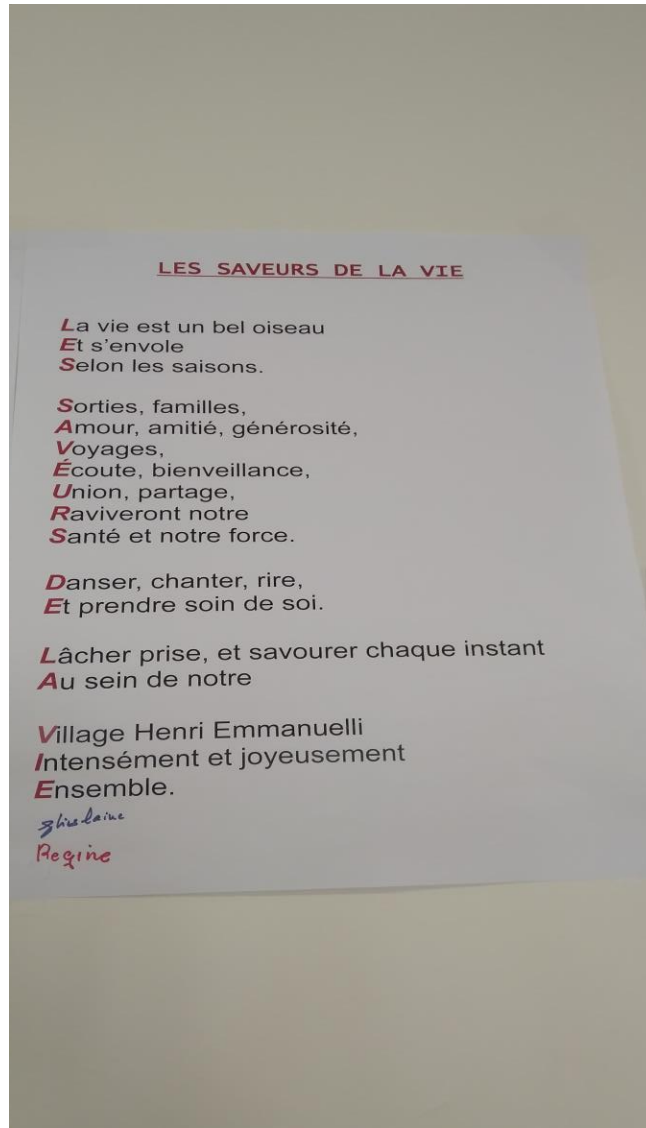 LES SAVEURS DE LA VIE
La vie est un bel oiseau
Et s'envole
Selon les saisons.
Sorties, familles,
Amour, amitié, générosité,
Voyages,
Écoute, bienveillance,
Union, partage,
Raviveront notre
Santé et notre force.
Danser, chanter, rire,
Et prendre soin de soi.
Lâcher prise, et savourer chaque instant
Au sein de notre
Village Henri Emmanuelli
Intensément et joyeusement
Ensemble.
Ghislaine
Regine